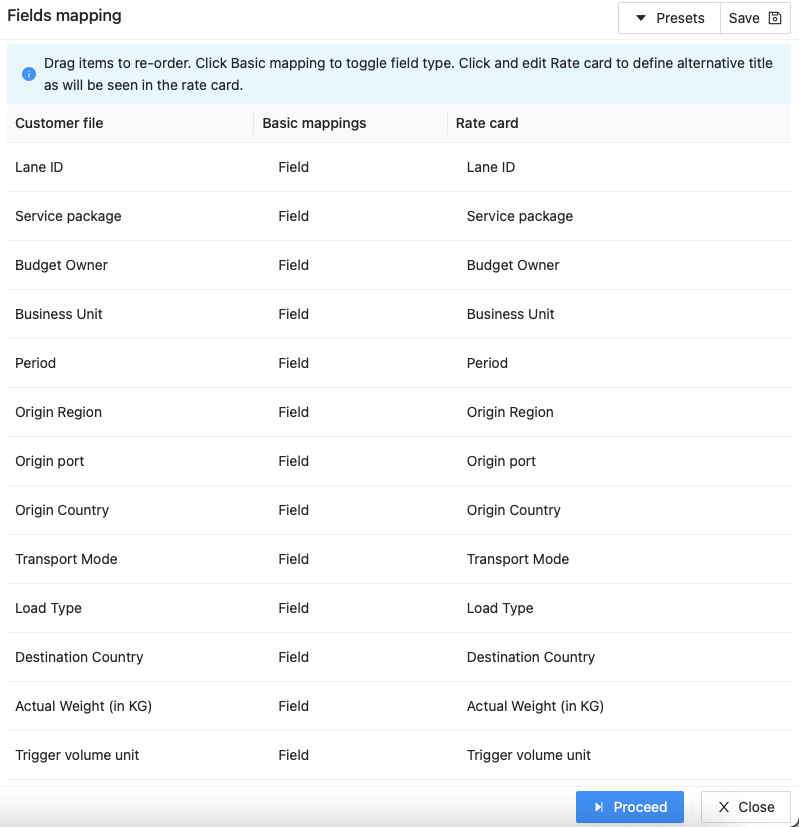 Fields mapping
Presets
Save
Drag items to re-order. Click Basic mapping to toggle field type. Click and edit Rate card to define alternative title
as will be seen in the rate card.
Customer file Basic mappings Rate card
Lane ID Field Lane ID
Service package Field Service package
Budget Owner Field Budget Owner
Business Unit Field Business Unit
Period Field Period
Origin Region Field Origin Region
Origin port Field Origin port
Origin Country Field Origin Country
Transport Mode Field Transport Mode
Load Type Field Load Type
Destination Country Field Destination Country
Actual Weight (in KG) Field Actual Weight (in KG)
Trigger volume unit Field Trigger volume unit
Proceed
Close